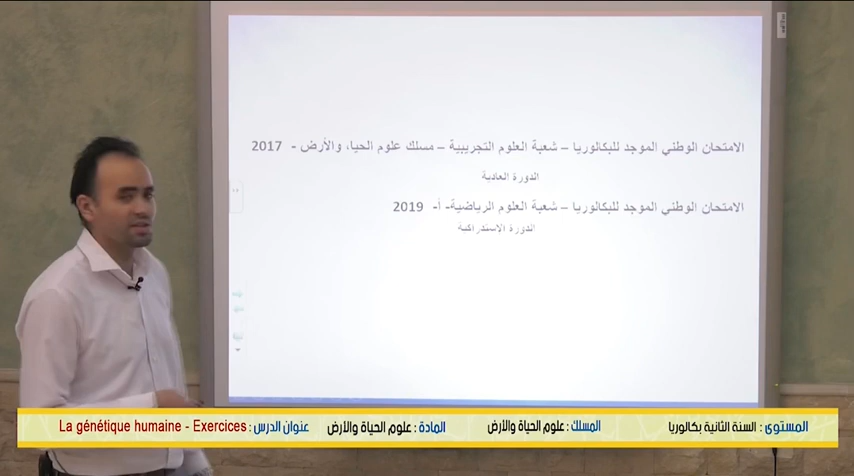 الامتحان الوطني الموحد للبكالوريا – شعبة العلوم التجريبية – مسلك علوم الحياة والأرض - 2017
الدورة العادية
الامتحان الوطني الموحد للبكالوريا – شعبة العلوم الرياضية- أ- 2019
الدورة الاستدراكية
المستوى : السنة الثانية بكالوريا
المسلك : علوم الحياة والأرض
المادة : علوم الحياة والأرض
عنوان الدرس : La génétique humaine - Exercices